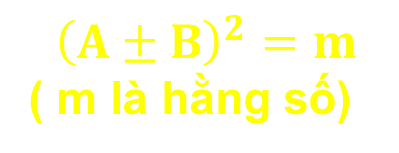 (A ± B)² = m
( m là hằng số)